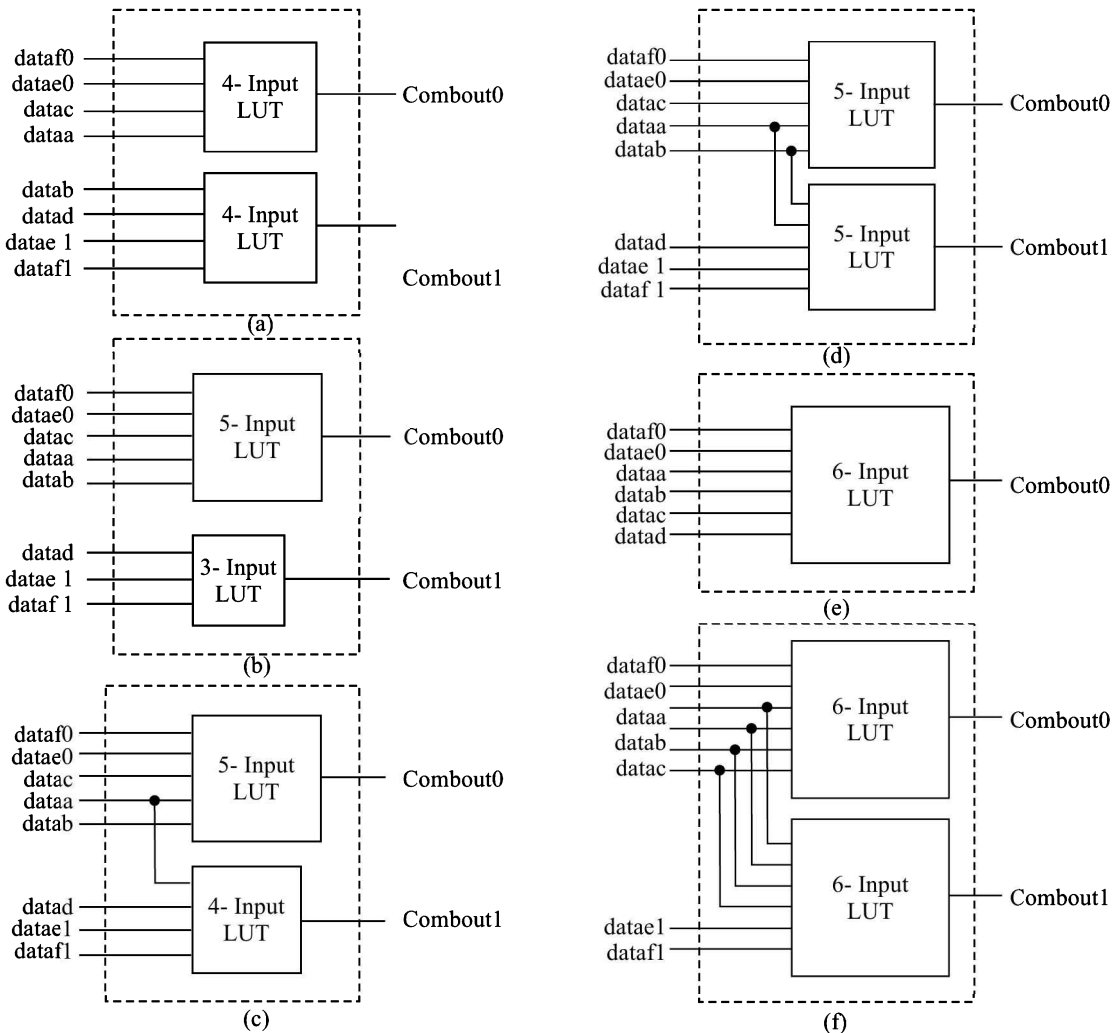 dataf0
datae0
datac
dataa
4- Input
LUT
Combout0
datab
datad
datae 1
dataf1
4- Input
LUT
Combout1
(a)
dataf0
datae0
datac
dataa
datab
5- Input
LUT
Combout0
datad
datae 1
dataf 1
3- Input
LUT
Combout1
(b)
dataf0
datae0
datac
dataa
datab
5- Input
LUT
Combout0
datad
datae1
dataf1
4- Input
LUT
Combout1
(c)
dataf0
datae0
datac
dataa
datab
5- Input
LUT
Combout0
datad
datae 1
dataf 1
5- Input
LUT
Combout1
(d)
dataf0
datae0
dataa
datab
datac
datad
6- Input
LUT
Combout0
(e)
dataf0
datae0
dataa
datab
datac
6- Input
LUT
Combout0
datae1
dataf1
6- Input
LUT
Combout1
(f)